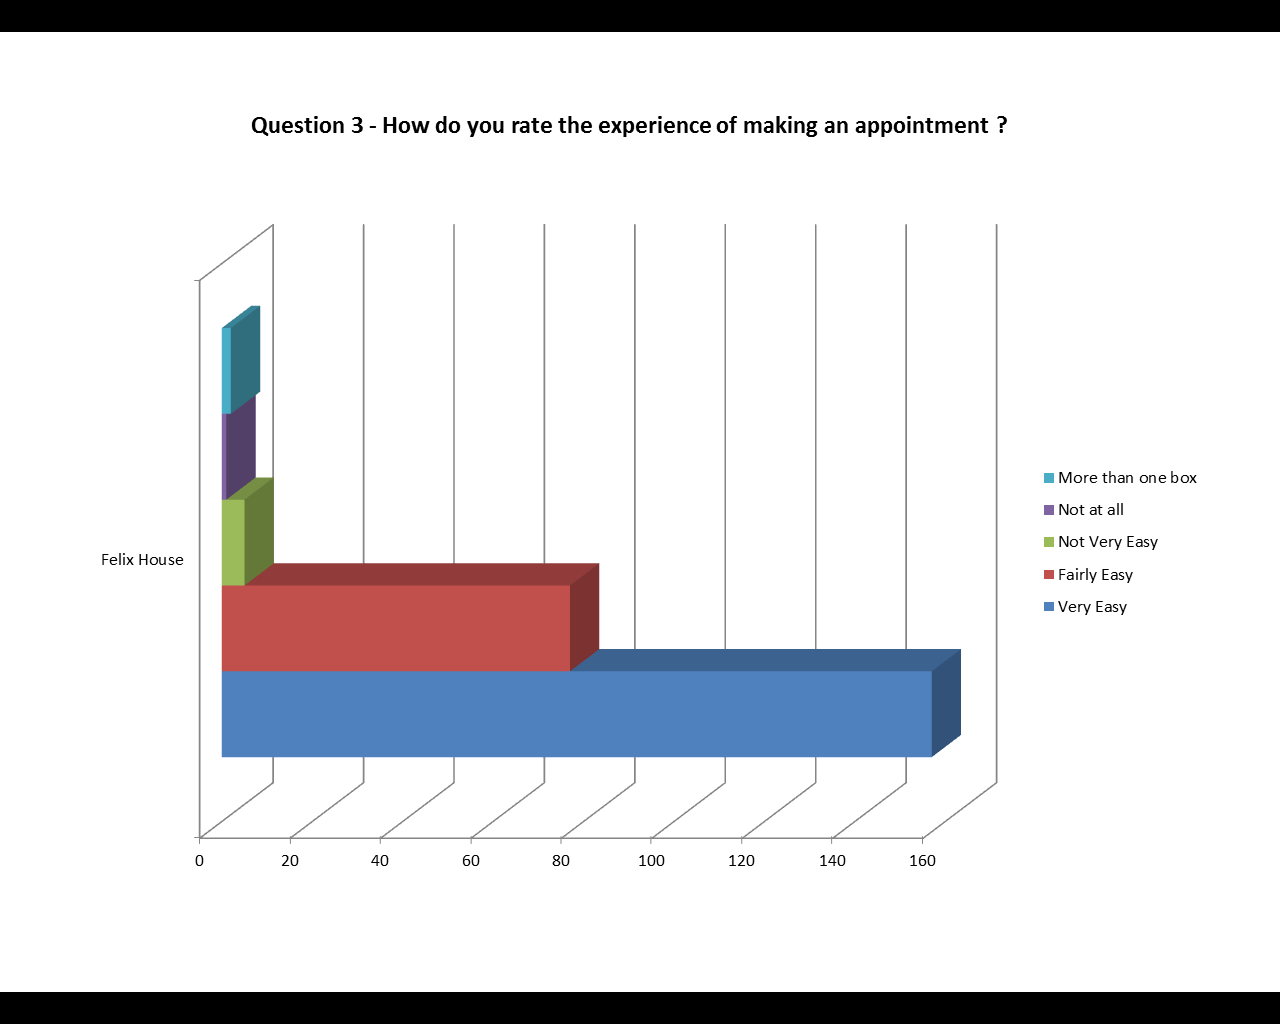 Question 3 - How do you rate the experience of making an appointment ?
More than one box
Not at all
Not Very Easy
Felix House
Fairly Easy
Very Easy
0 20 40 60 80 100 120 140 160